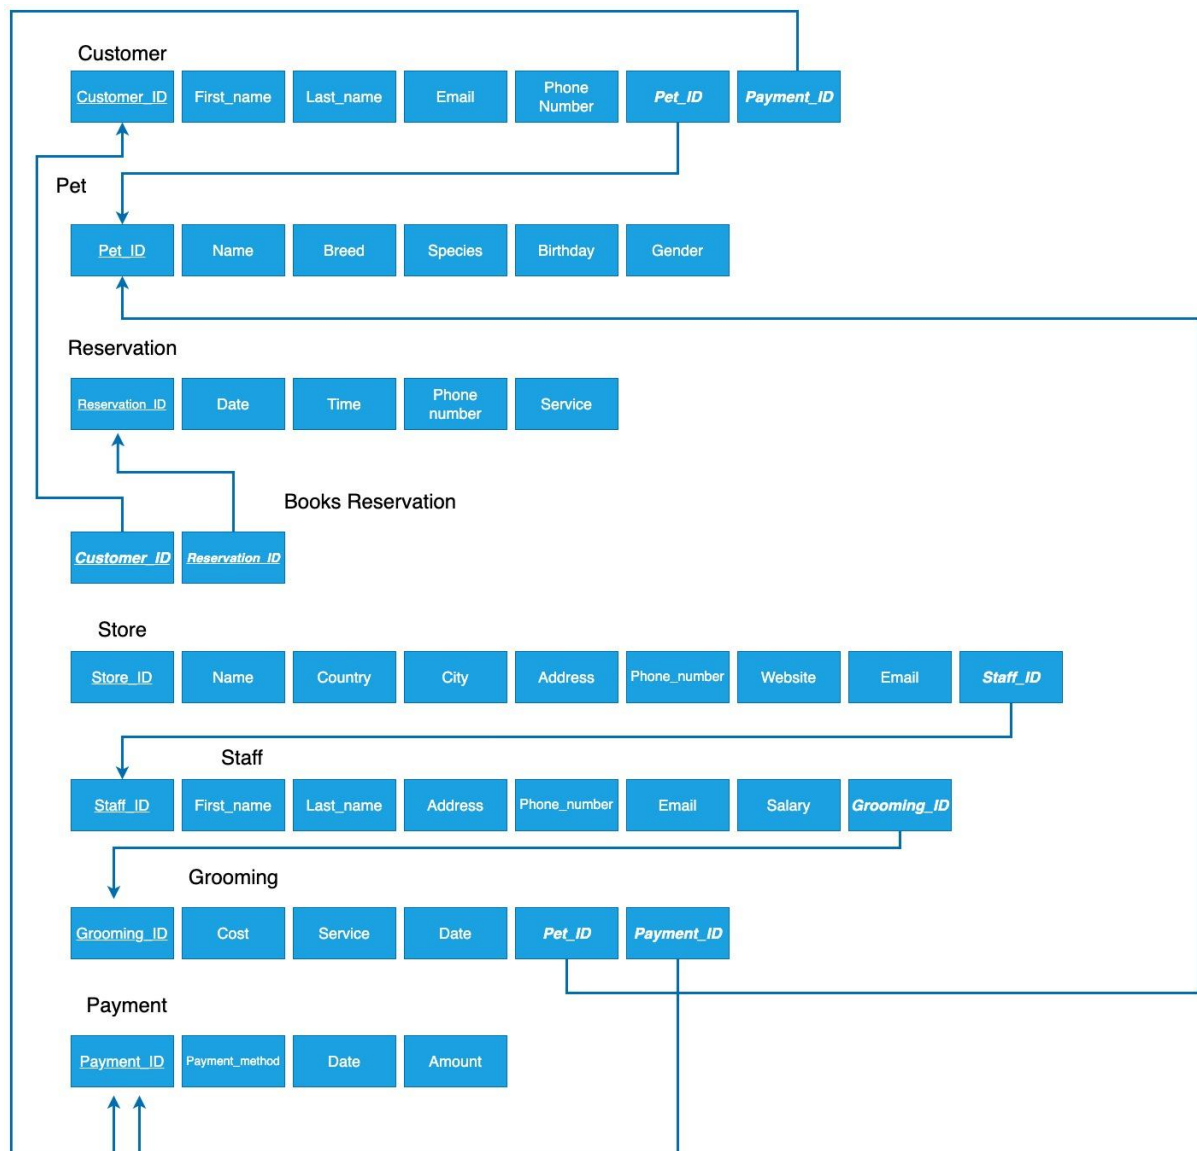 Customer
Customer_ID First_name Last_name Email Phone Number Pet_ID Payment_ID
Pet
Pet_ID Name Breed Species Birthday Gender
Reservation
Reservation_ID Date Time Phone number Service
Books Reservation
Customer_ID Reservation_ID
Store
Store_ID Name Country City Address Phone_number Website Email Staff_ID
Staff
Staff_ID First_name Last_name Address Phone_number Email Salary Grooming_ID
Grooming
Grooming_ID Cost Service Date Pet_ID Payment_ID
Payment
Payment_ID Payment_method Date Amount